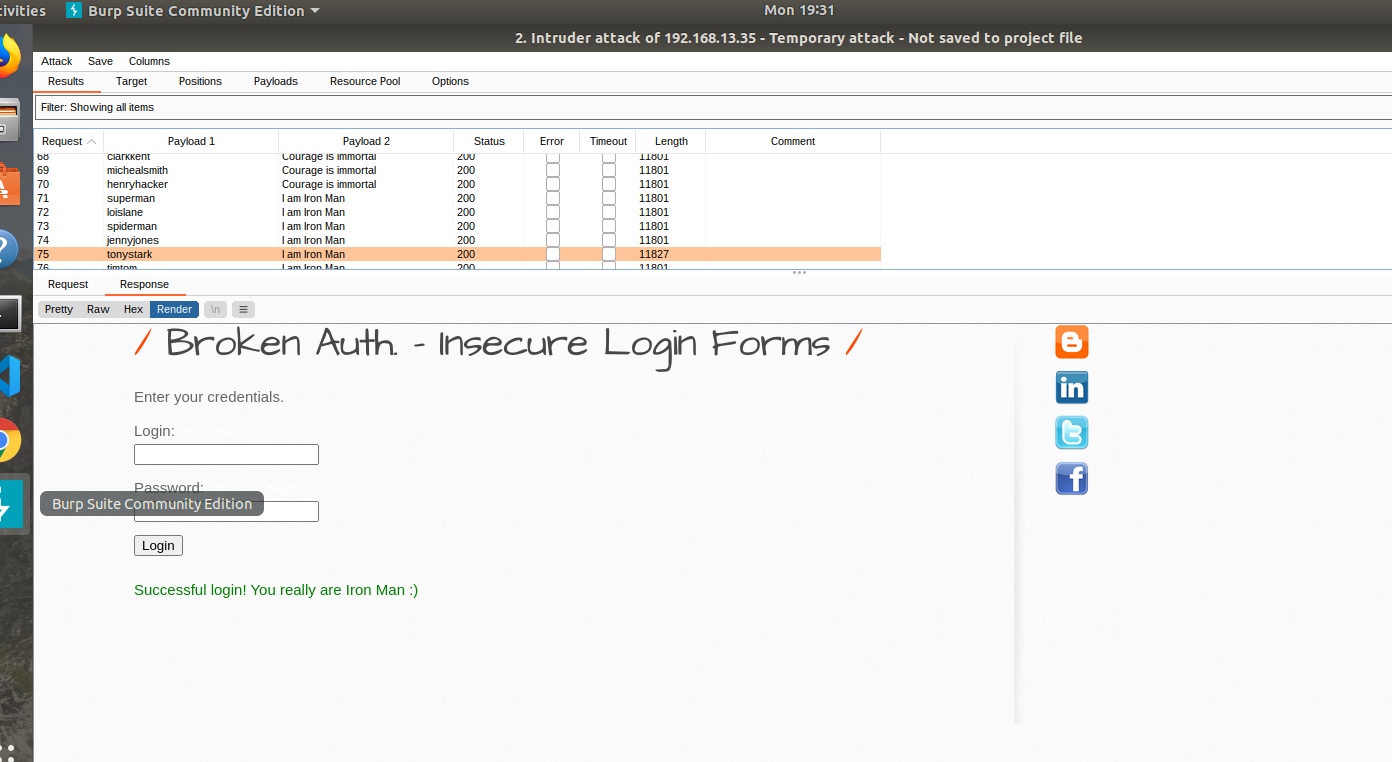 tivities Burp Suite Community Edition Mon 19:31
2. Intruder attack of 192.168.13.35 - Temporary attack - Not saved to project file
Attack Save Columns
Results Target Positions Payloads Resource Pool Options
Filter: Showing all items
Request Payload 1 Payload 2 Status Error Timeout Length Comment
68 clarkkent Courage is immortal 200 11801
69 michealsmith Courage is immortal 200 11801
70 henryhacker Courage is immortal 200 11801
71 superman I am Iron Man 200 11801
72 loislane I am Iron Man 200 11801
73 spiderman I am Iron Man 200 11801
74 jennyjones I am Iron Man 200 11801
75 tonystark I am Iron Man 200 11827
76 timtom I am Iron Man 200 11801
Request Response
Pretty Raw Hex Render \n
/ Broken Auth. - Insecure Login Forms /
Enter your credentials.
Login:
Password:
Burp Suite Community Edition
Login
Successful login! You really are Iron Man :)